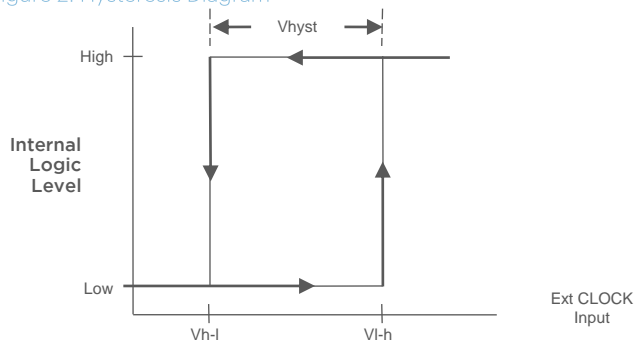 Figure 2. Hysteresis Diagram
Vhyst
High
Internal
Logic
Level
Low
Ext CLOCK
Input
Vh-l
Vl-h